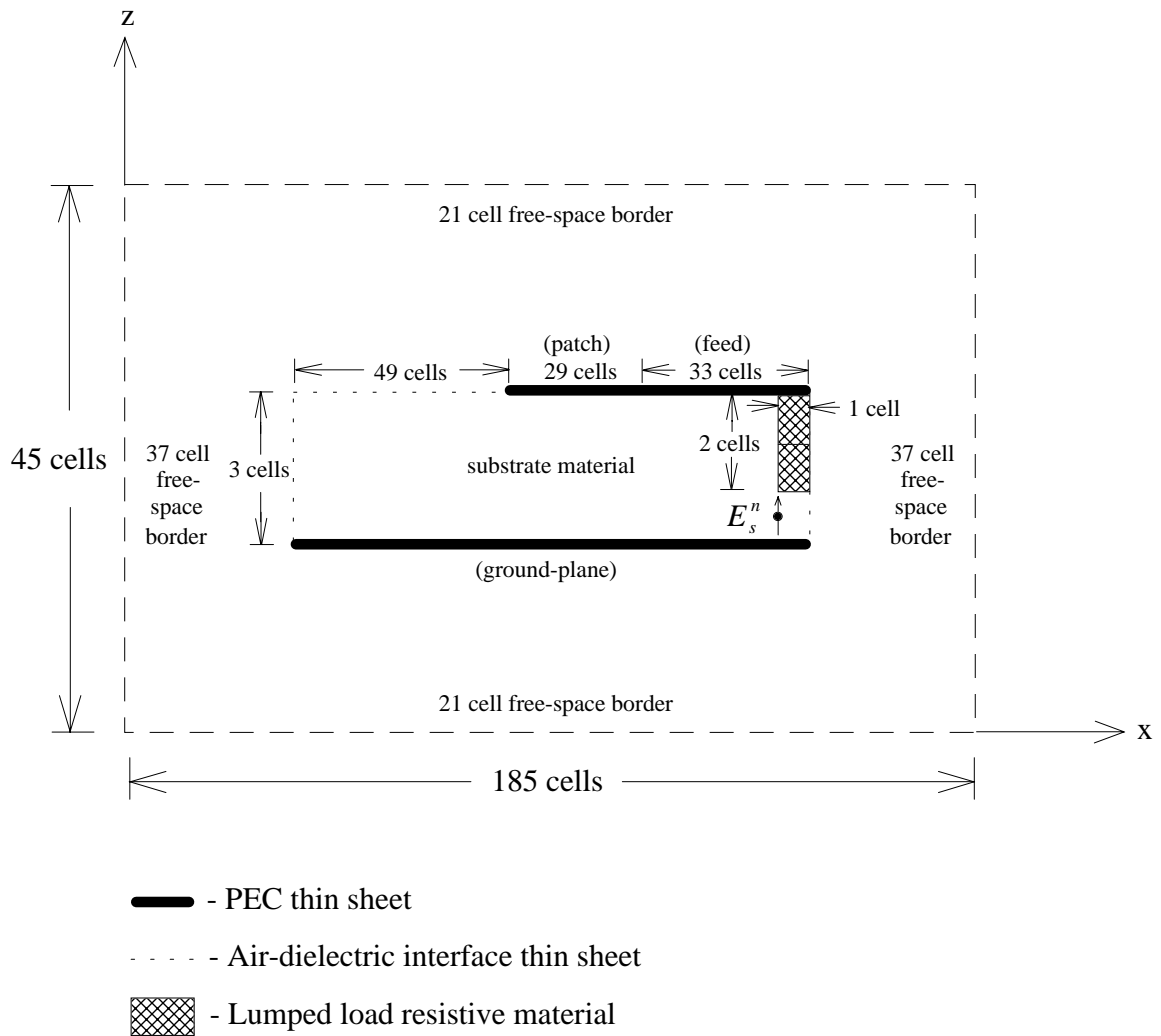 z
21 cell free-space border
(patch) (feed)
49 cells 29 cells 33 cells
1 cell
2 cells
45 cells
37 cell
free-
space
border
3 cells
substrate material
37 cell
free-
space
border
E_s^n
(ground-plane)
21 cell free-space border
x
185 cells
- PEC thin sheet
- Air-dielectric interface thin sheet
- Lumped load resistive material